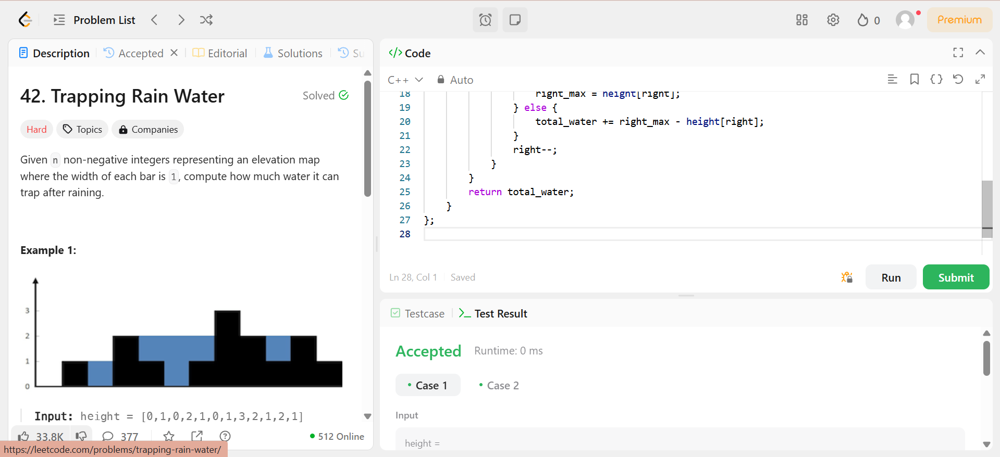 Problem List
0
Premium
Description
Accepted
Editorial
Solutions
Su
42. Trapping Rain Water
Solved
Hard
Topics
Companies
Given n non-negative integers representing an elevation map
where the width of each bar is 1, compute how much water it can
trap after raining.
Example 1:
3
2
1
0
Input: height = [0,1,0,2,1,0,1,3,2,1,2,1]
33.8K
377
512 Online
https://leetcode.com/problems/trapping-rain-water/
</> Code
C++
Auto
18 right_max = height[right];
19 } else {
20 total_water += right_max - height[right];
21 }
22 right--;
23 }
24 }
25 return total_water;
26 }
27 };
28
Ln 28, Col 1
Saved
Run
Submit
Testcase
>_ Test Result
Accepted
Runtime: 0 ms
• Case 1
• Case 2
Input
height =